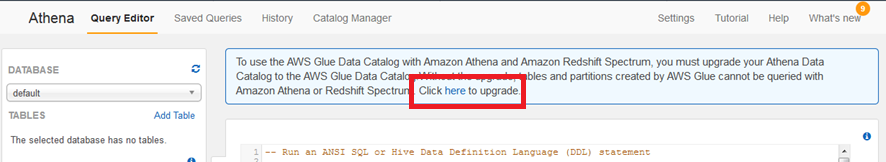 Athena Query Editor Saved Queries History Catalog Manager Settings Tutorial Help What's new 9
DATABASE
default
TABLES Add Table
The selected database has no tables.
To use the AWS Glue Data Catalog with Amazon Athena and Amazon Redshift Spectrum, you must upgrade your Athena Data
Catalog to the AWS Glue Data Catalog. Without the upgrade, tables and partitions created by AWS Glue cannot be queried with
Amazon Athena or Redshift Spectrum. Click here to upgrade.
1 -- Run an ANSI SQL or Hive Data Definition Language (DDL) statement